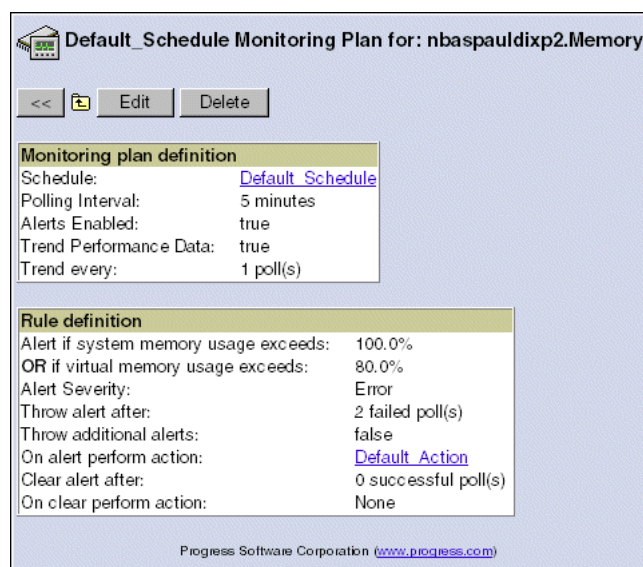 Default_Schedule Monitoring Plan for: nbaspauldixp2.Memory
<< Edit Delete
Monitoring plan definition
Schedule: Default_Schedule
Polling Interval: 5 minutes
Alerts Enabled: true
Trend Performance Data: true
Trend every: 1 poll(s)
Rule definition
Alert if system memory usage exceeds: 100.0%
OR if virtual memory usage exceeds: 80.0%
Alert Severity: Error
Throw alert after: 2 failed poll(s)
Throw additional alerts: false
On alert perform action: Default_Action
Clear alert after: 0 successful poll(s)
On clear perform action: None
Progress Software Corporation (www.progress.com)